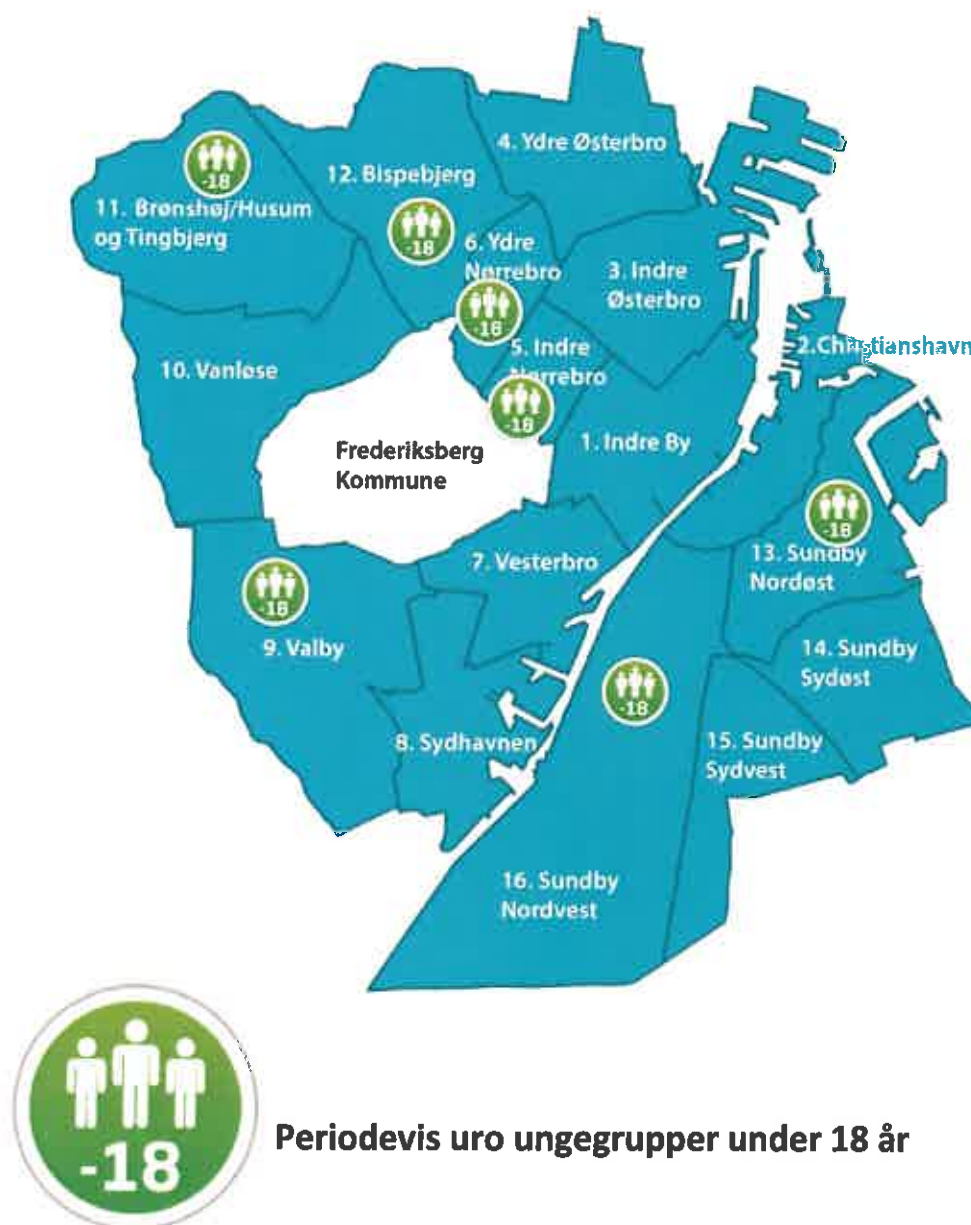 4. Ydre Østerbro
12. Bispebjerg
-18
11. Brønshøj/Husum
og Tingbjerg
-18
6. Ydre
Nørrebro
3. Indre
Østerbro
-18
5. Indre
Nørrebro
2.Christianshavn
10. Vanløse
-18
1. Indre By
Frederiksberg
Kommune
-18
13. Sundby
Nordøst
7. Vesterbro
-18
9. Valby
14. Sundby
Sydøst
-18
8. Sydhavnen
15. Sundby
Sydvest
16. Sundby
Nordvest
-18
Periodevis uro ungegrupper under 18 år